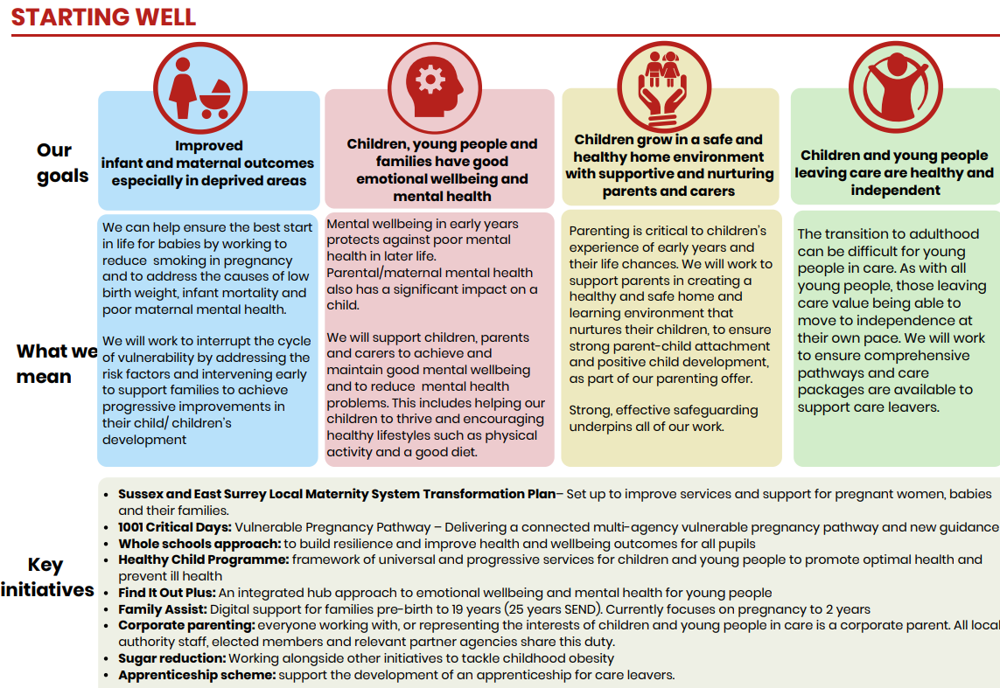 STARTING WELL
Our
goals
Improved
infant and maternal outcomes
especially in deprived areas
Children, young people and
families have good
emotional wellbeing and
mental health
Children grow in a safe and
healthy home environment
with supportive and nurturing
parents and carers
Children and young people
leaving care are healthy and
independent
What we
mean
We can help ensure the best start
in life for babies by working to
reduce smoking in pregnancy
and to address the causes of low
birth weight, infant mortality and
poor maternal mental health.
We will work to interrupt the cycle
of vulnerability by addressing the
risk factors and intervening early
to support families to achieve
progressive improvements in
their child/ children's
development
Mental wellbeing in early years
protects against poor mental
health in later life.
Parental/maternal mental health
also has a significant impact on a
child.
We will support children, parents
and carers to achieve and
maintain good mental wellbeing
and to reduce mental health
problems. This includes helping our
children to thrive and encouraging
healthy lifestyles such as physical
activity and a good diet.
Parenting is critical to children's
experience of early years and
their life chances. We will work to
support parents in creating a
healthy and safe home and
learning environment that
nurtures their children, to ensure
strong parent-child attachment
and positive child development,
as part of our parenting offer.
Strong, effective safeguarding
underpins all of our work.
The transition to adulthood
can be difficult for young
people in care. As with all
young people, those leaving
care value being able to
move to independence at
their own pace. We will work
to ensure comprehensive
pathways and care
packages are available to
support care leavers.
Key
initiatives
• Sussex and East Surrey Local Maternity System Transformation Plan– Set up to improve services and support for pregnant women, babies
and their families.
• 1001 Critical Days: Vulnerable Pregnancy Pathway – Delivering a connected multi-agency vulnerable pregnancy pathway and new guidance
• Whole schools approach: to build resilience and improve health and wellbeing outcomes for all pupils
• Healthy Child Programme: framework of universal and progressive services for children and young people to promote optimal health and
prevent ill health
• Find It Out Plus: An integrated hub approach to emotional wellbeing and mental health for young people
• Family Assist: Digital support for families pre-birth to 19 years (25 years SEND). Currently focuses on pregnancy to 2 years
• Corporate parenting: everyone working with, or representing the interests of children and young people in care is a corporate parent. All local
authority staff, elected members and relevant partner agencies share this duty.
• Sugar reduction: Working alongside other initiatives to tackle childhood obesity
• Apprenticeship scheme: support the development of an apprenticeship for care leavers.